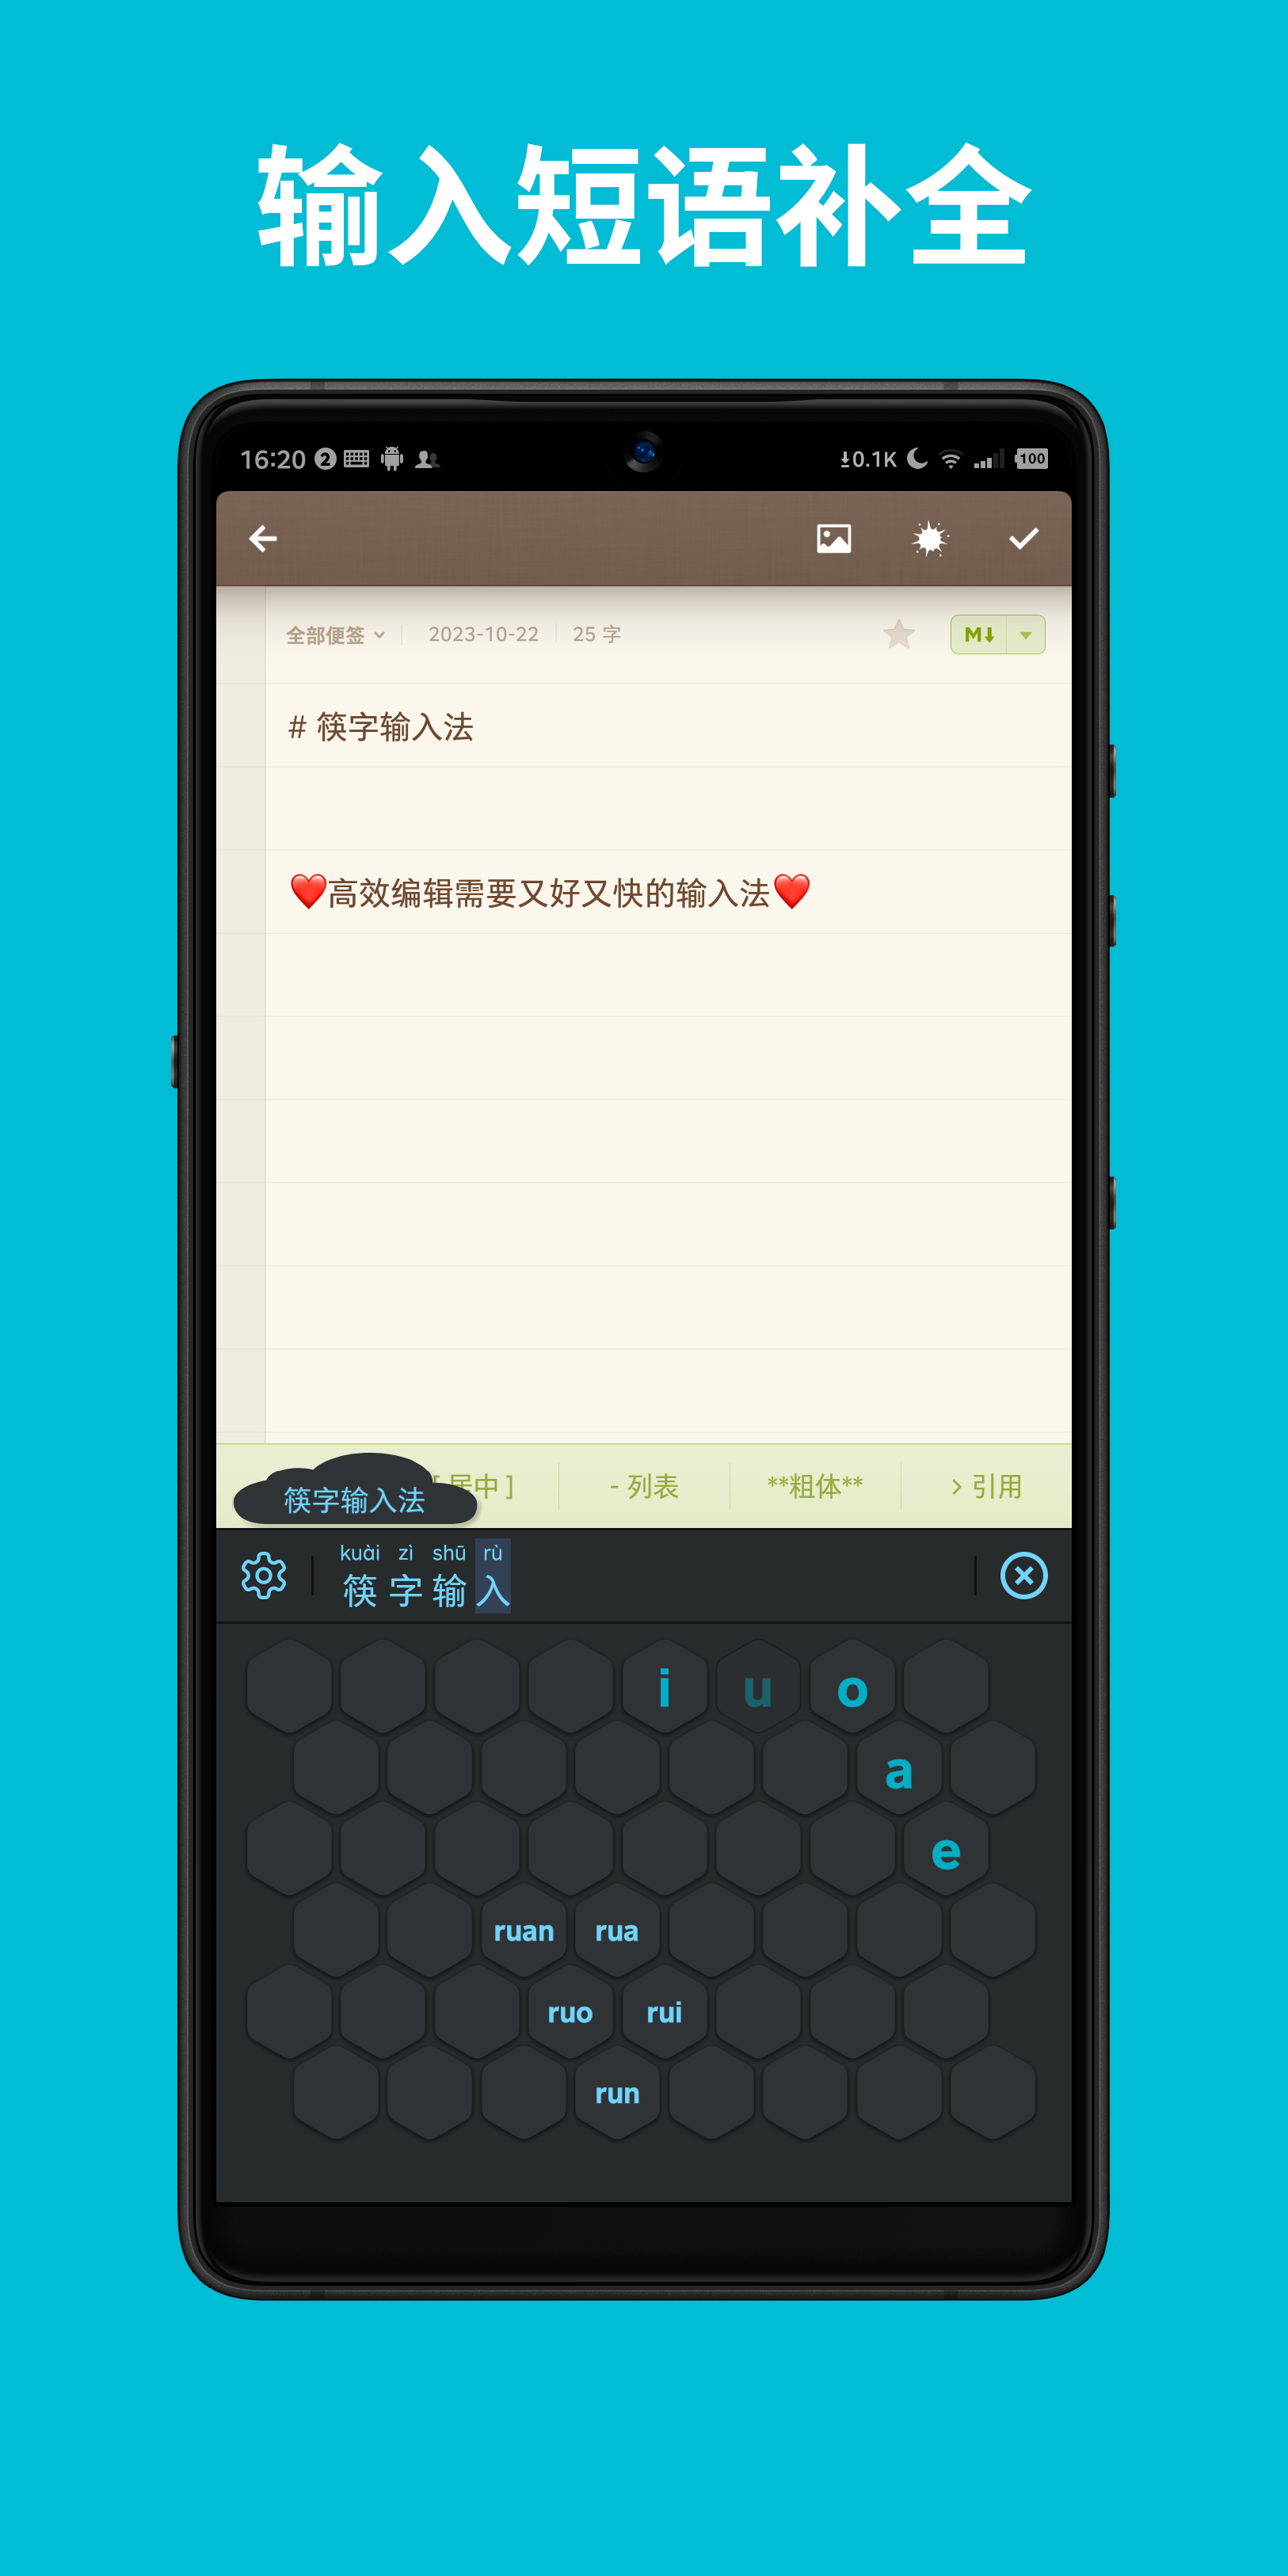 输入短语补全
16:20 2 0.1K 100
全部便签 2023-10-22 25 字 M↓
# 筷字输入法
❤️高效编辑需要又好又快的输入法❤️
筷字输入法
[ 居中 ] - 列表 **粗体** > 引用
kuài zì shū rù
筷 字 输 入
i u o
a
e
ruan rua
ruo rui
run